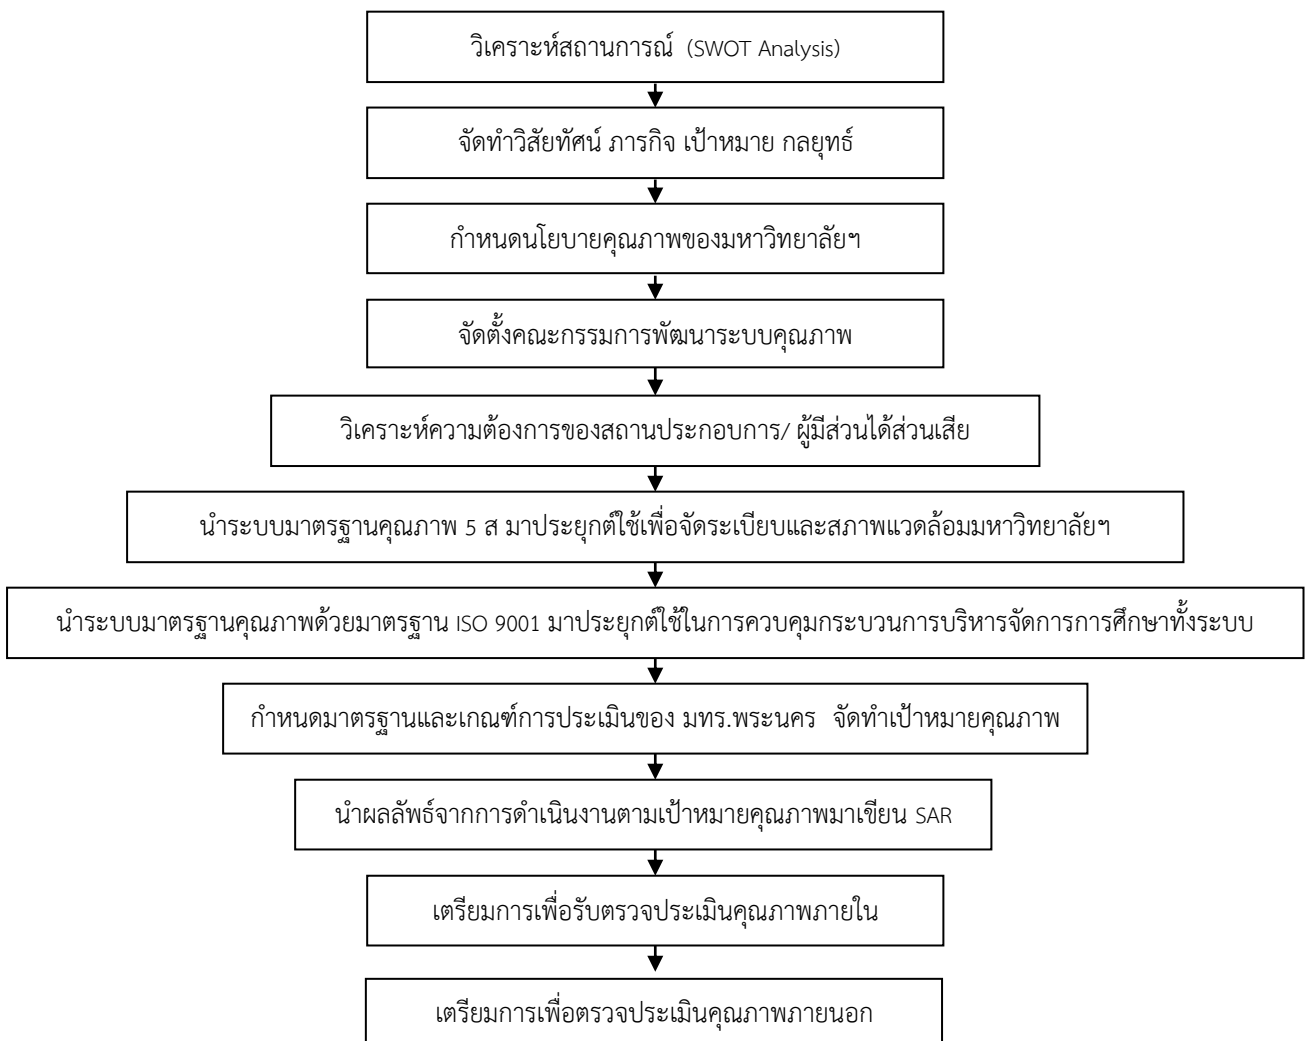 วิเคราะห์สถานการณ์ (SWOT Analysis)
จัดทำวิสัยทัศน์ ภารกิจ เป้าหมาย กลยุทธ์
กำหนดนโยบายคุณภาพของมหาวิทยาลัยฯ
จัดตั้งคณะกรรมการพัฒนาระบบคุณภาพ
วิเคราะห์ความต้องการของสถานประกอบการ/ ผู้มีส่วนได้ส่วนเสีย
นำระบบมาตรฐานคุณภาพ 5 ส มาประยุกต์ใช้เพื่อจัดระเบียบและสภาพแวดล้อมมหาวิทยาลัยฯ
นำระบบมาตรฐานคุณภาพด้วยมาตรฐาน ISO 9001 มาประยุกต์ใช้ในการควบคุมกระบวนการบริหารจัดการการศึกษาทั้งระบบ
กำหนดมาตรฐานและเกณฑ์การประเมินของ มทร.พระนคร จัดทำเป้าหมายคุณภาพ
นำผลลัพธ์จากการดำเนินงานตามเป้าหมายคุณภาพมาเขียน SAR
เตรียมการเพื่อรับตรวจประเมินคุณภาพภายใน
เตรียมการเพื่อตรวจประเมินคุณภาพภายนอก